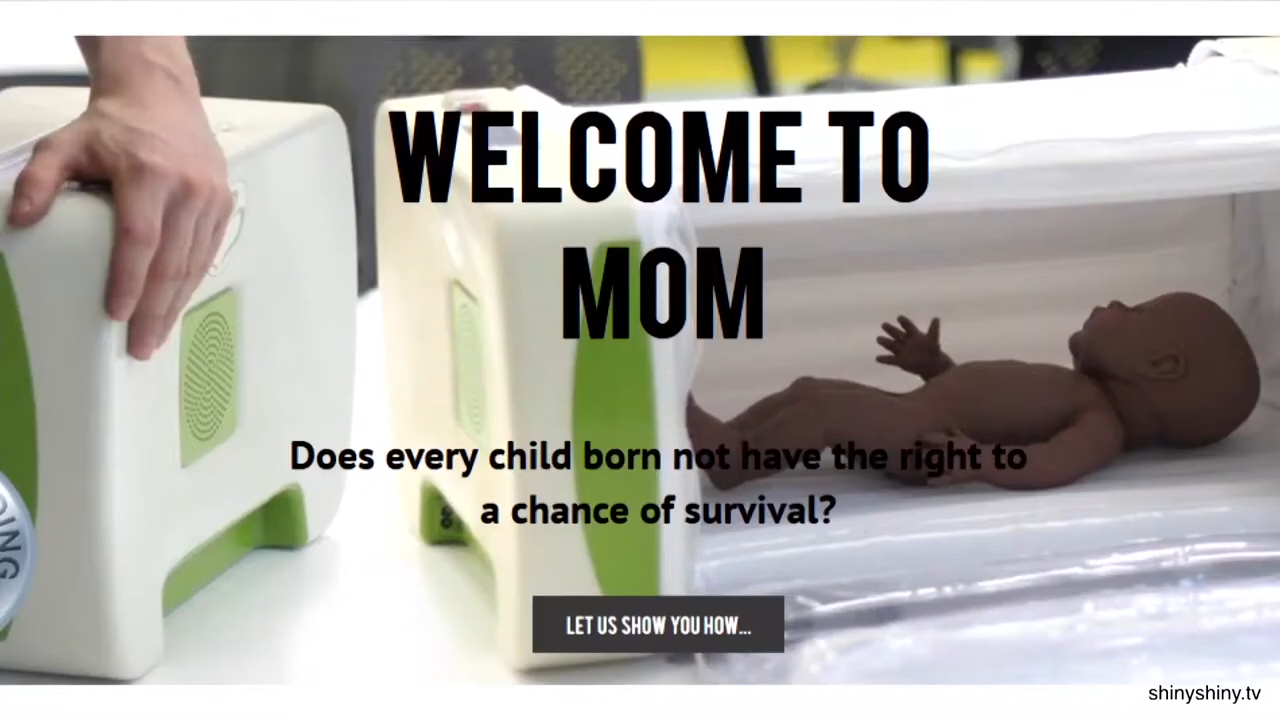 WELCOME TO
MOM
Does every child born not have the right to
a chance of survival?
LET US SHOW YOU HOW...
shinyshiny.tv